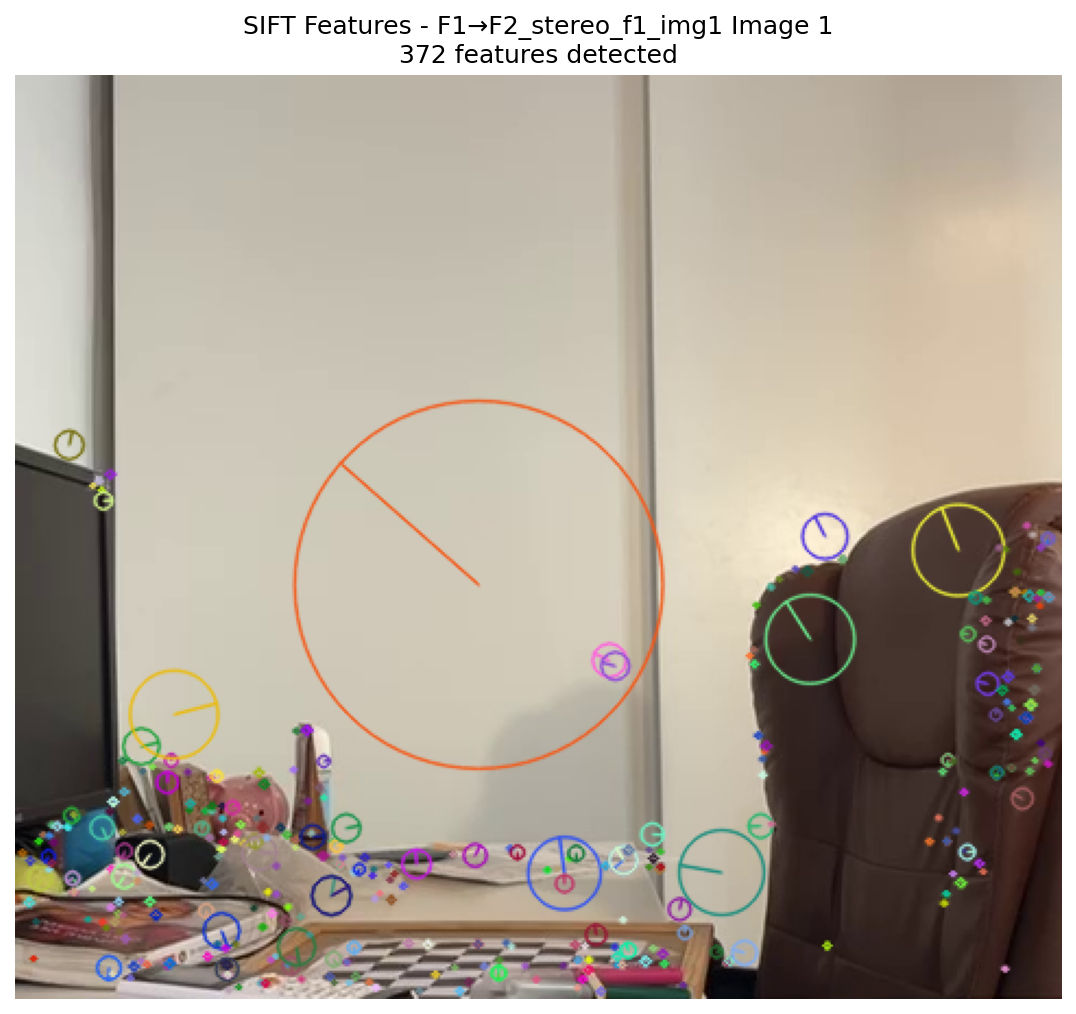 SIFT Features - F1→F2_stereo_f1_img1 Image 1
372 features detected